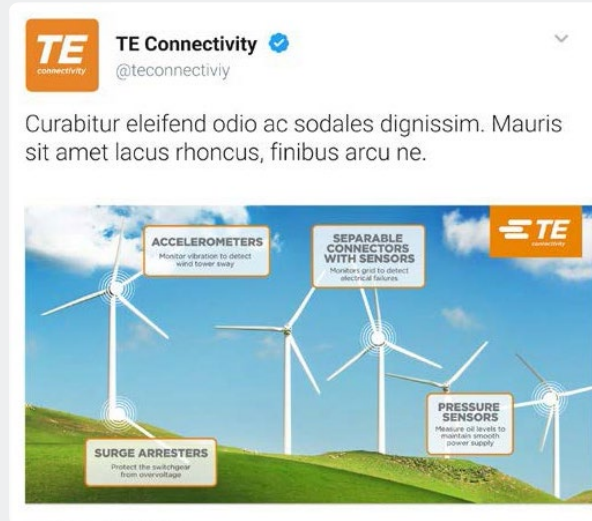 TE
connectivity
TE Connectivity
@teconnectiviy
Curabitur eleifend odio ac sodales dignissim. Mauris
sit amet lacus rhoncus, finibus arcu ne.
TE
connectivity
ACCELEROMETERS
Monitor vibration to detect
wind tower sway
SEPARABLE
CONNECTORS
WITH SENSORS
Monitors grid to detect
electrical failures
PRESSURE
SENSORS
Measure oil levels to
maintain smooth
power supply
SURGE ARRESTERS
Protect the switchgear
from overvoltage